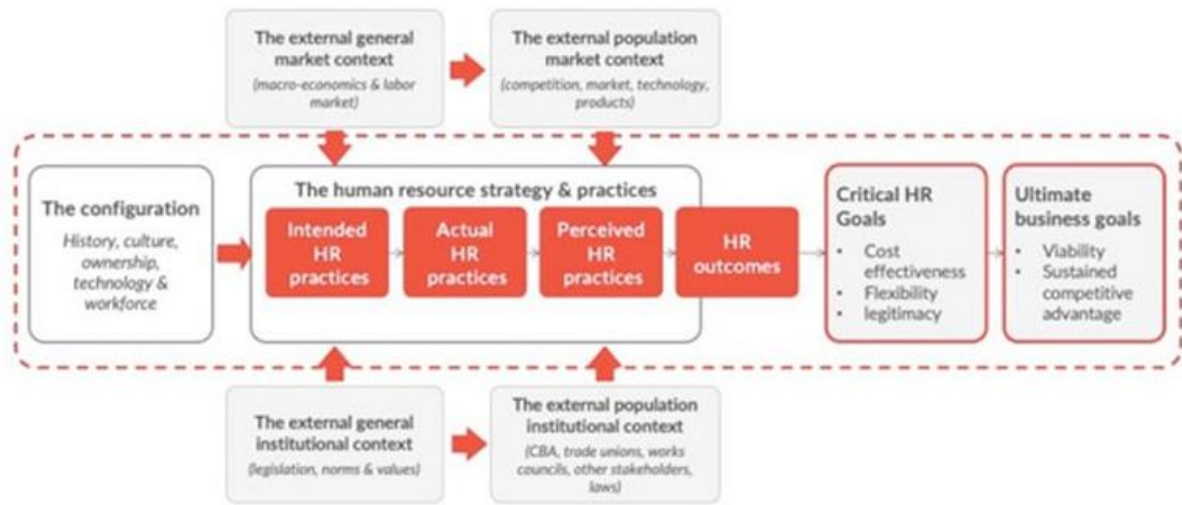 The external general
market context
(macro-economics & labor
market)
The external population
market context
(competition, market, technology,
products)
The configuration
History, culture,
ownership,
technology &
workforce
The human resource strategy & practices
Intended
HR
practices
Actual
HR
practices
Perceived
HR
practices
HR
outcomes
Critical HR
Goals
• Cost
effectiveness
• Flexibility
• legitimacy
Ultimate
business goals
• Viability
• Sustained
competitive
advantage
The external general
institutional context
(legislation, norms & values)
The external population
institutional context
(CBA, trade unions, works
councils, other stakeholders,
laws)